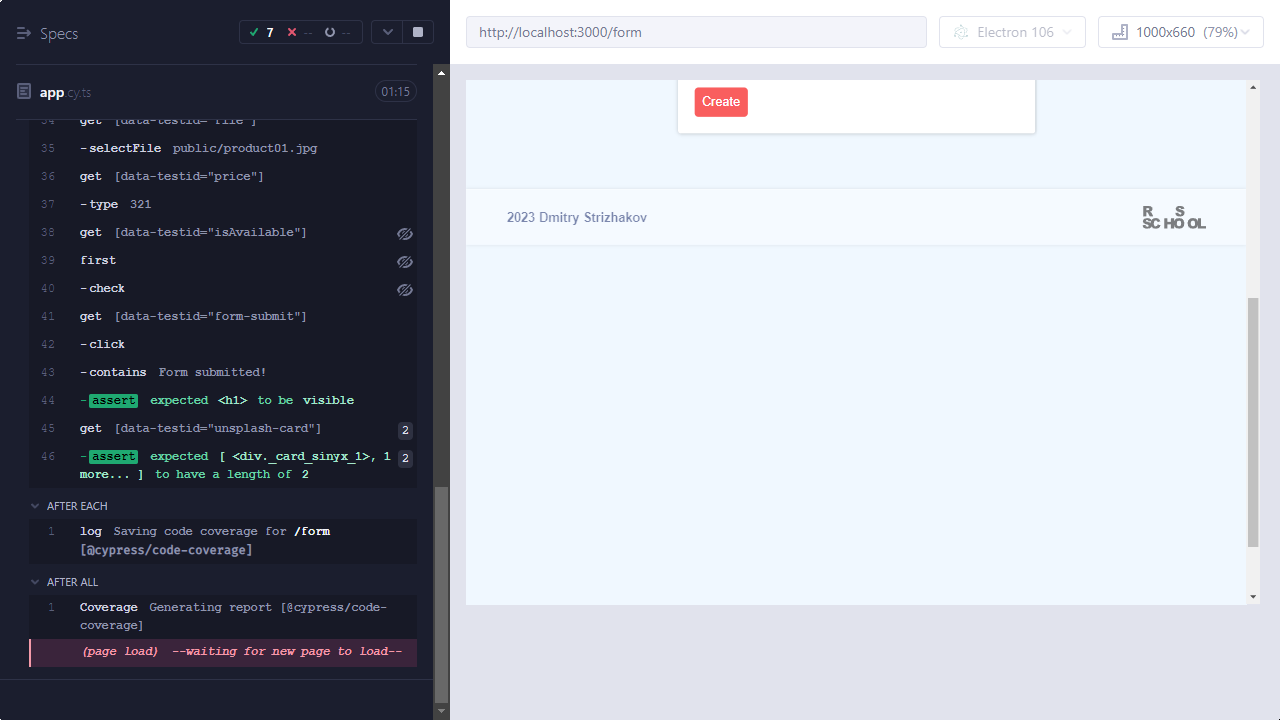 Specs
7
--
--
app.cy.ts
01:15
34 get [data-testid="file"]
35 -selectFile public/product01.jpg
36 get [data-testid="price"]
37 -type 321
38 get [data-testid="isAvailable"]
39 first
40 -check
41 get [data-testid="form-submit"]
42 -click
43 -contains Form submitted!
44 -assert expected <h1> to be visible
45 get [data-testid="unsplash-card"] 2
46 -assert expected [ <div._card_sinyx_1>, 1 2
more... ] to have a length of 2
AFTER EACH
1 log Saving code coverage for /form
[@cypress/code-coverage]
AFTER ALL
1 Coverage Generating report [@cypress/code-
coverage]
(page load) --waiting for new page to load--
http://localhost:3000/form
Electron 106
1000x660 (79%)
Create
2023 Dmitry Strizhakov
R S
SCHOOL